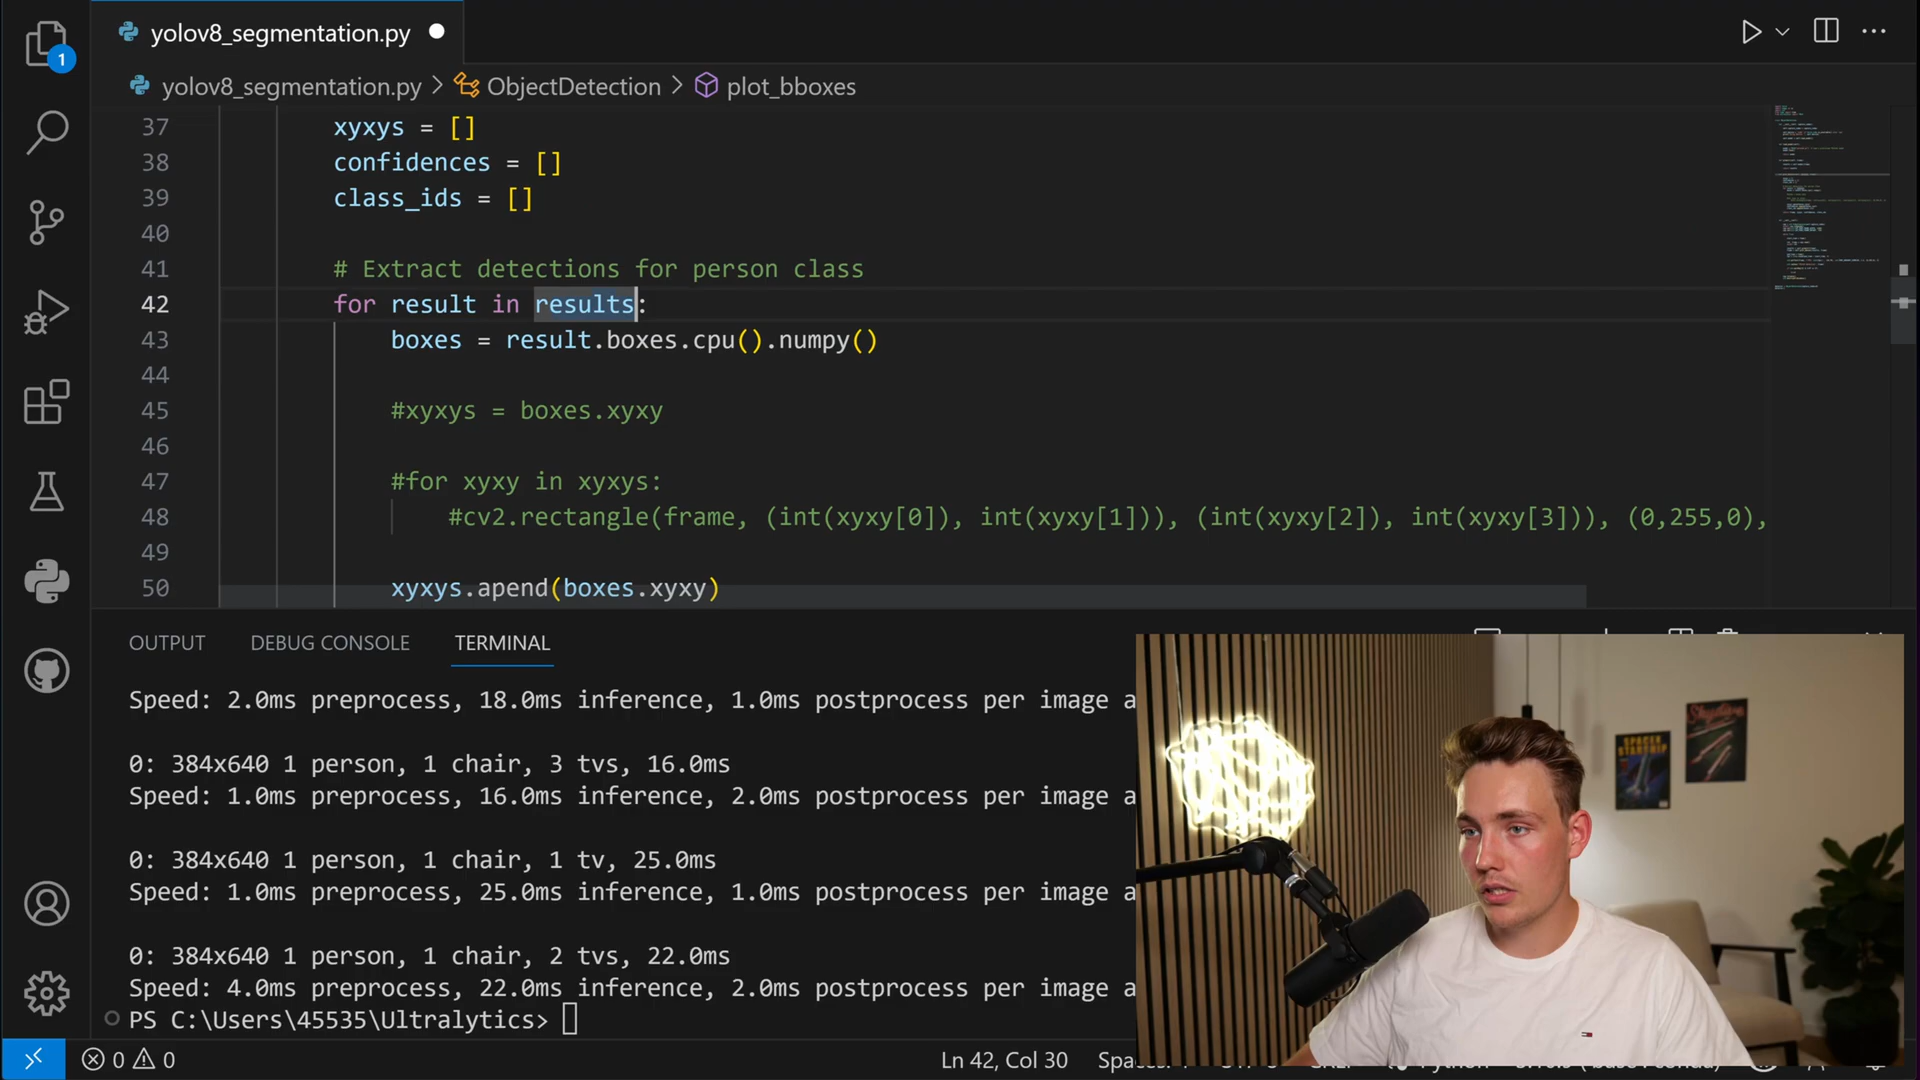 yolov8_segmentation.py
1
yolov8_segmentation.py > ObjectDetection > plot_bboxes
37 xyxys = []
38 confidences = []
39 class_ids = []
40
41 # Extract detections for person class
42 for result in results:
43 boxes = result.boxes.cpu().numpy()
44
45 #xyxys = boxes.xyxy
46
47 #for xyxy in xyxys:
48 #cv2.rectangle(frame, (int(xyxy[0]), int(xyxy[1])), (int(xyxy[2]), int(xyxy[3])), (0,255,0),
49
50 xyxys.apend(boxes.xyxy)
OUTPUT DEBUG CONSOLE TERMINAL
Speed: 2.0ms preprocess, 18.0ms inference, 1.0ms postprocess per image a
0: 384x640 1 person, 1 chair, 3 tvs, 16.0ms
Speed: 1.0ms preprocess, 16.0ms inference, 2.0ms postprocess per image a
0: 384x640 1 person, 1 chair, 1 tv, 25.0ms
Speed: 1.0ms preprocess, 25.0ms inference, 1.0ms postprocess per image a
0: 384x640 1 person, 1 chair, 2 tvs, 22.0ms
Speed: 4.0ms preprocess, 22.0ms inference, 2.0ms postprocess per image a
PS C:\Users\45535\Ultralytics>
SPACEX
STARSHIP
0 0 Ln 42, Col 30